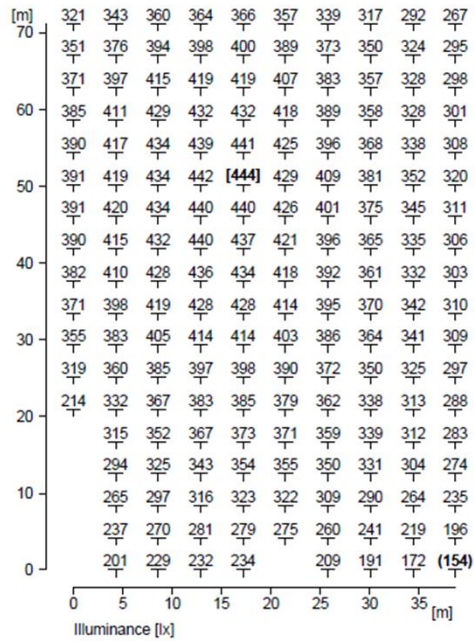 [m] 321 343 360 364 366 357 339 317 292 267
70
351 376 394 398 400 389 373 350 324 295
371 397 415 419 419 407 383 357 328 298
60 385 411 429 432 432 418 389 358 328 301
390 417 434 439 441 425 396 368 338 308
391 419 434 442 [444] 429 409 381 352 320
50
391 420 434 440 440 426 401 375 345 311
390 415 432 440 437 421 396 365 335 306
40
382 410 428 436 434 418 392 361 332 303
371 398 419 428 428 414 395 370 342 310
30 355 383 405 414 414 403 386 364 341 309
319 360 385 397 398 390 372 350 325 297
214 332 367 383 385 379 362 338 313 288
20
315 352 367 373 371 359 339 312 283
294 325 343 354 355 350 331 304 274
10 265 297 316 323 322 309 290 264 235
237 270 281 279 275 260 241 219 196
0 201 229 232 234 209 191 172 (154)
0 5 10 15 20 25 30 35 [m]
Illuminance [lx]